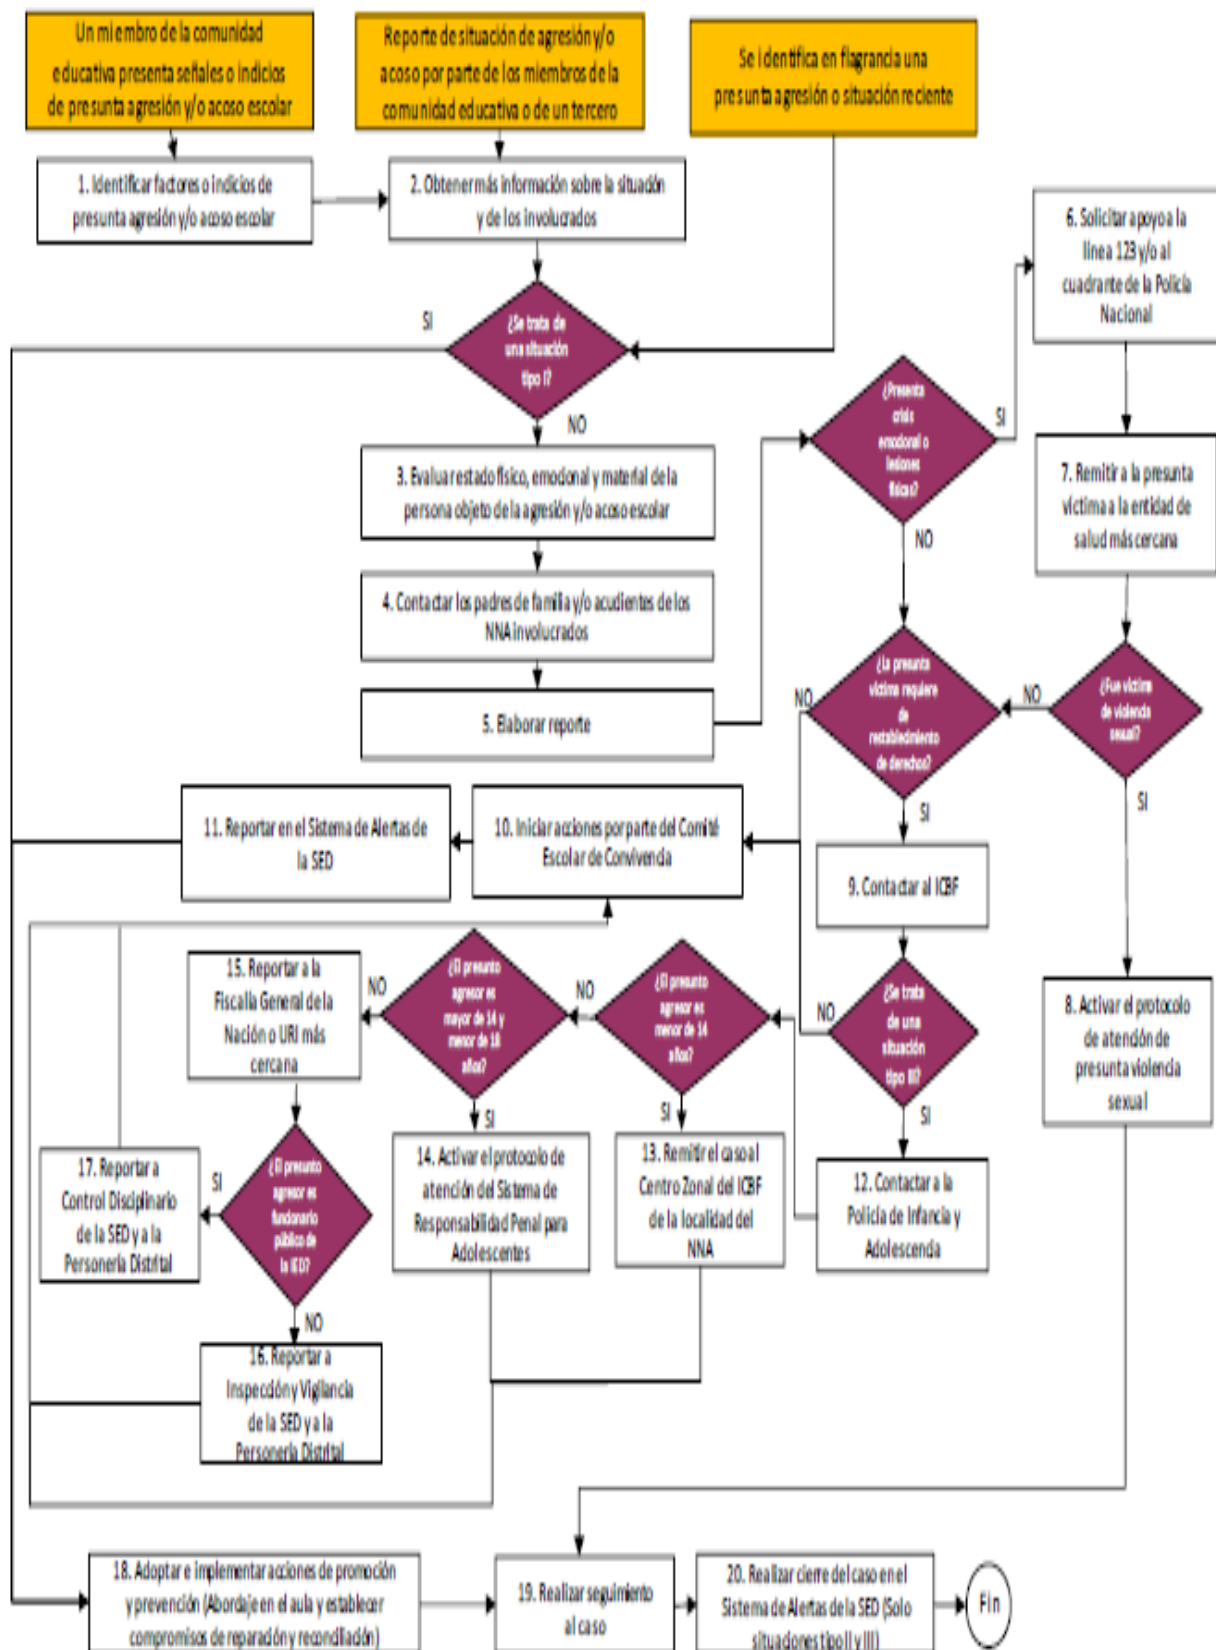 Un miembro de la comunidad
educativa presenta señales o indicios
de presunta agresión y/o acoso escolar
Reporte de situación de agresión y/o
acoso por parte de los miembros de la
comunidad educativa o de un tercero
Se identifica en flagrancia una
presunta agresión o situación reciente
1. Identificar factores o indicios de
presunta agresión y/o acoso escolar
2. Obtener más información sobre la situación
y de los involucrados
6. Solicitar apoyo a la
línea 123 y/o al
cuadrante de la Policía
Nacional
SI
¿Se trata de
una situación
tipo I?
NO
¿Presenta
crisis
emocional o
lesiones
físicas?
SI
NO
3. Evaluar estado físico, emocional y material de la
persona objeto de la agresión y/o acoso escolar
7. Remitir a la presunta
víctima a la entidad de
salud más cercana
4. Contactar los padres de familia y/o acudientes de los
NNA involucrados
5. Elaborar reporte
NO
¿La presunta
víctima requiere
de
restablecimiento
de derechos?
NO
¿Fue víctima
de violencia
sexual?
SI
SI
11. Reportar en el Sistema de Alertas de
la SED
10. Iniciar acciones por parte del Comité
Escolar de Convivencia
9. Contactar al ICBF
15. Reportar a la
Fiscalía General de la
Nación o URI más
cercana
NO
¿El presunto
agresor es
mayor de 14 y
menor de 18
años?
NO
¿El presunto
agresor es
menor de 14
años?
NO
¿Se trata
de una
situación
tipo III?
8. Activar el protocolo
de atención de
presunta violencia
sexual
SI
SI
SI
17. Reportar a
Control Disciplinario
de la SED y a la
Personería Distrital
SI
¿El presunto
agresor es
funcionario
público de
la IED?
NO
14. Activar el protocolo de
atención del Sistema de
Responsabilidad Penal para
Adolescentes
13. Remitir el caso al
Centro Zonal del ICBF
de la localidad del
NNA
12. Contactar a la
Policía de Infancia y
Adolescencia
16. Reportar a
Inspección y Vigilancia
de la SED y a la
Personería Distrital
18. Adoptar e implementar acciones de promoción
y prevención (Abordaje en el aula y establecer
compromisos de reparación y reconciliación)
19. Realizar seguimiento
al caso
20. Realizar cierre del caso en el
Sistema de Alertas de la SED (Solo
situaciones tipo II y III)
Fin